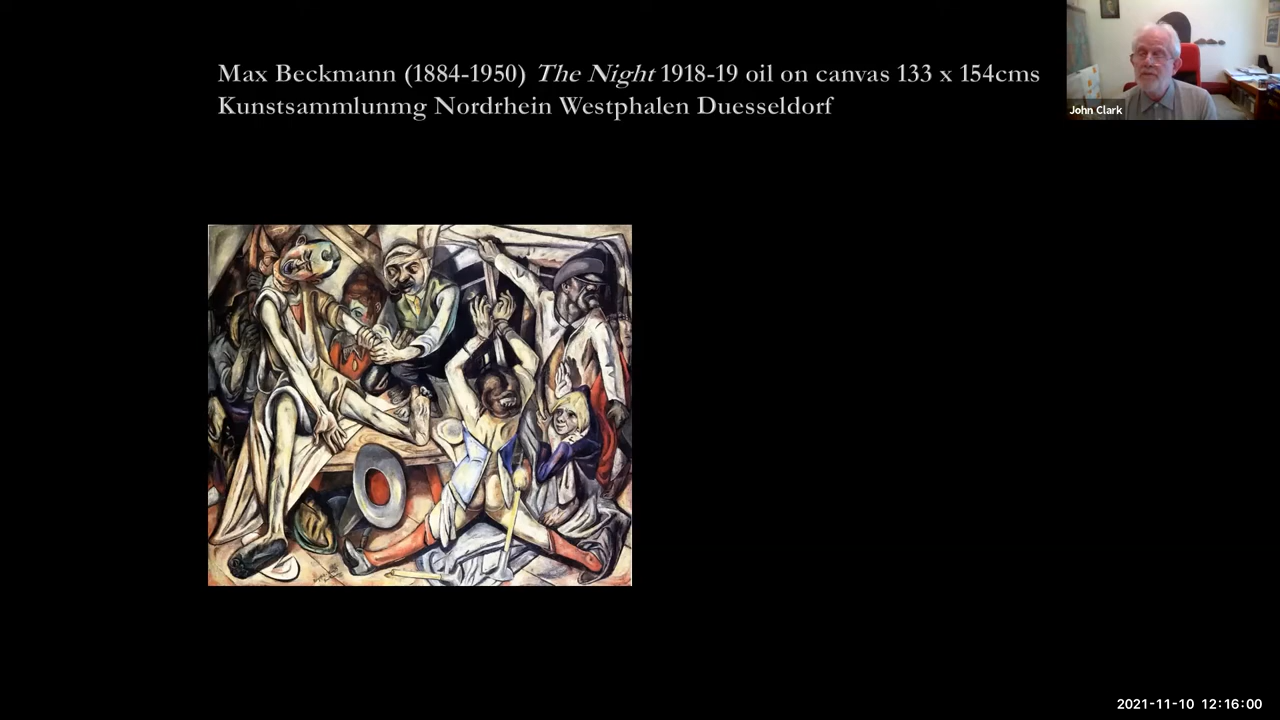 Max Beckmann (1884-1950) The Night 1918-19 oil on canvas 133 x 154cms
Kunstsammlunmg Nordrhein Westphalen Duesseldorf
John Clark
2021-11-10 12:16:00